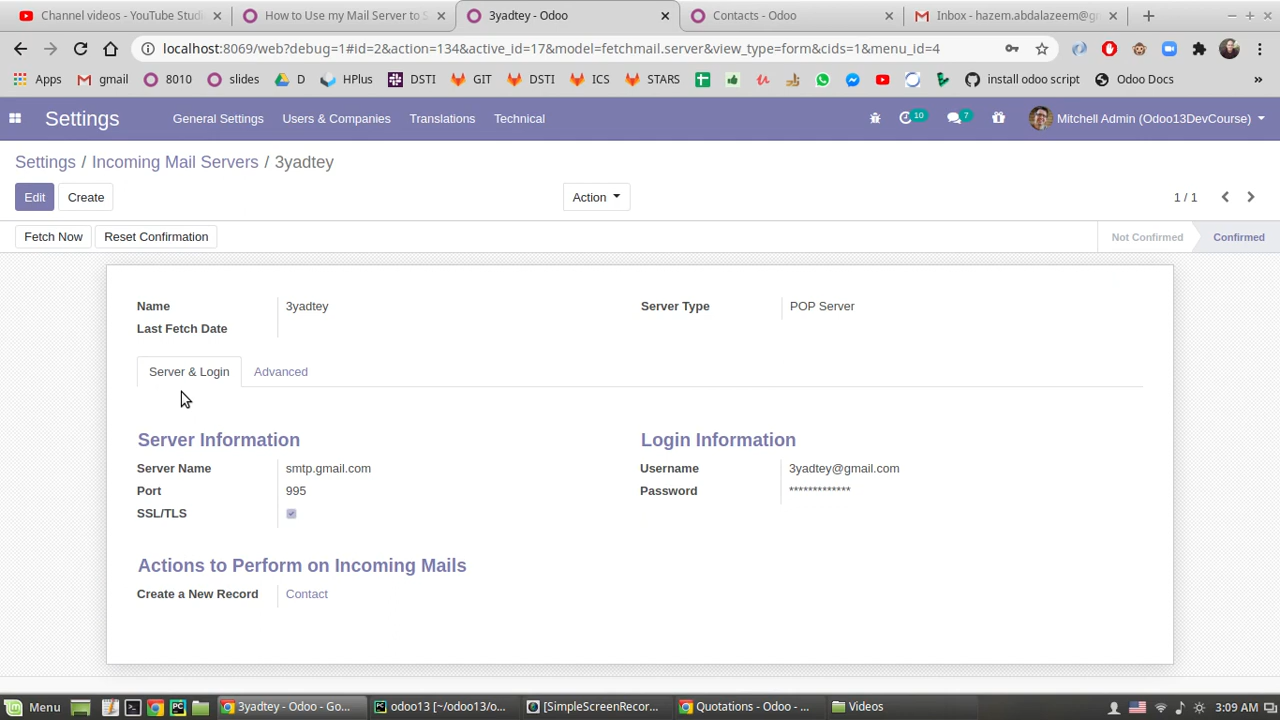 Channel videos - YouTube Studi
How to Use my Mail Server to S
3yadtey - Odoo
Contacts - Odoo
Inbox - hazem.abdalazeem@gm
localhost:8069/web?debug=1#id=2&action=134&active_id=17&model=fetchmail.server&view_type=form&cids=1&menu_id=4
Apps
gmail
8010
slides
D
HPlus
DSTI
GIT
DSTI
ICS
STARS
install odoo script
Odoo Docs
»
Settings
General Settings
Users & Companies
Translations
Technical
10
7
Mitchell Admin (Odoo13DevCourse)
Settings / Incoming Mail Servers / 3yadtey
Edit
Create
Action
1 / 1
Fetch Now
Reset Confirmation
Not Confirmed
Confirmed
Name
3yadtey
Server Type
POP Server
Last Fetch Date
Server & Login
Advanced
Server Information
Login Information
Server Name
smtp.gmail.com
Username
3yadtey@gmail.com
Port
995
Password
*************
SSL/TLS
Actions to Perform on Incoming Mails
Create a New Record
Contact
Menu
3yadtey - Odoo - Go...
odoo13 [~/odoo13/o...
[SimpleScreenRecor...
Quotations - Odoo - ...
Videos
3:09 AM